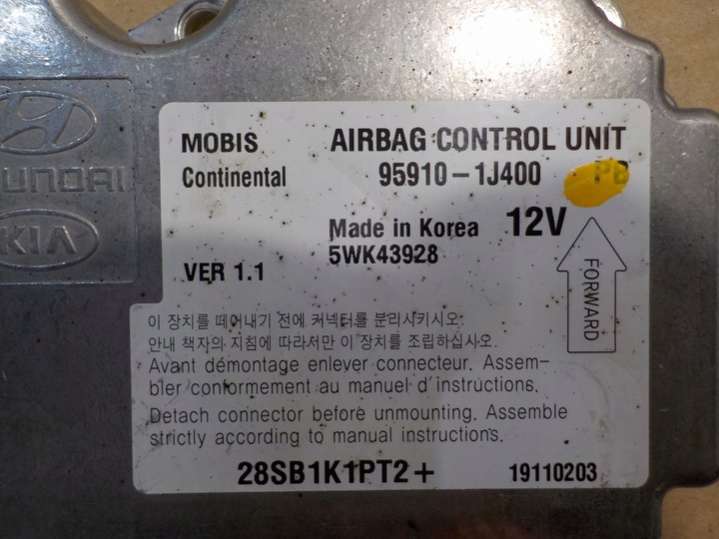 HYUNDAI
KIA
MOBIS
AIRBAG CONTROL UNIT
Continental
95910-1J400
Made in Korea 12V
5WK43928
VER 1.1
FORWARD
이 장치를 떼어내기 전에 커넥터를 분리시키시오.
안내 책자의 지침에 따라서만 이 장치를 조립하십시오.
Avant démontage enlever connecteur. Assem-
bler conformement au manuel d'instructions.
Detach connector before unmounting. Assemble
strictly according to manual instructions.
28SB1K1PT2+
19110203